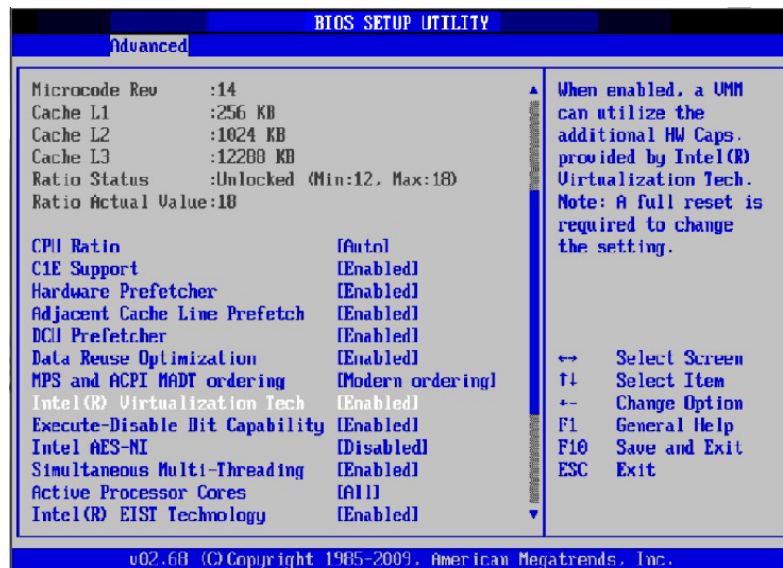 BIOS SETUP UTILITY
Advanced
Microcode Rev :14
Cache L1 :256 KB
Cache L2 :1024 KB
Cache L3 :12288 KB
Ratio Status :Unlocked (Min:12, Max:18)
Ratio Actual Value:18
CPU Ratio [Auto]
C1E Support [Enabled]
Hardware Prefetcher [Enabled]
Adjacent Cache Line Prefetch [Enabled]
DCU Prefetcher [Enabled]
Data Reuse Optimization [Enabled]
MPS and ACPI MADT ordering [Modern ordering]
Intel(R) Virtualization Tech [Enabled]
Execute-Disable Bit Capability [Enabled]
Intel AES-NI [Disabled]
Simultaneous Multi-Threading [Enabled]
Active Processor Cores [All]
Intel(R) EIST Technology [Enabled]
When enabled, a VMM
can utilize the
additional HW Caps.
provided by Intel(R)
Virtualization Tech.
Note: A full reset is
required to change
the setting.
↔ Select Screen
↑↓ Select Item
+- Change Option
F1 General Help
F10 Save and Exit
ESC Exit
v02.68 (C)Copyright 1985-2009, American Megatrends, Inc.